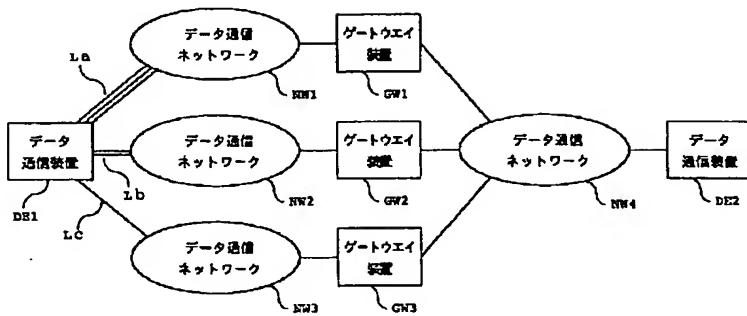 La
データ通信
ネットワーク
NW1
ゲートウエイ
装置
GW1
データ
通信装置
DE1
Lb
データ通信
ネットワーク
NW2
ゲートウエイ
装置
GW2
データ通信
ネットワーク
NW4
データ
通信装置
DE2
Lc
データ通信
ネットワーク
NW3
ゲートウエイ
装置
GW3